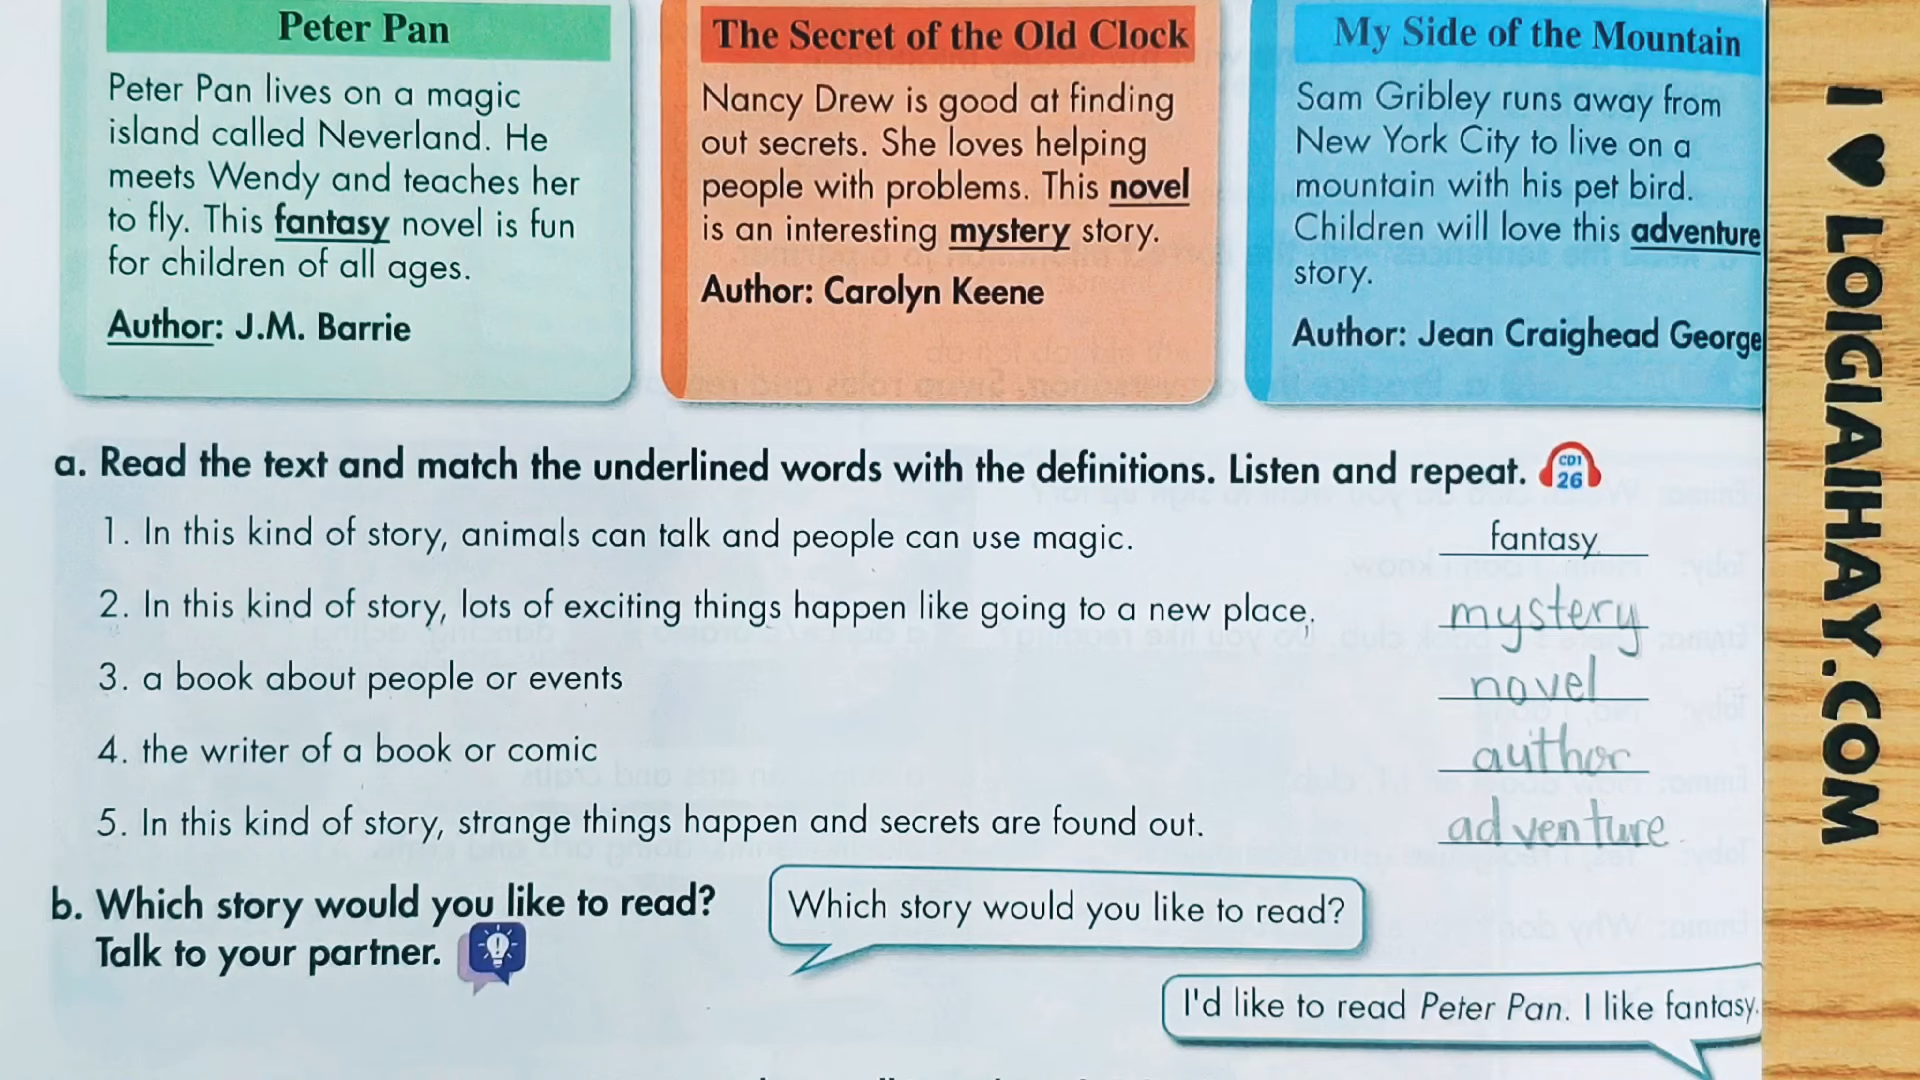 Peter Pan
Peter Pan lives on a magic
island called Neverland. He
meets Wendy and teaches her
to fly. This fantasy novel is fun
for children of all ages.
Author: J.M. Barrie
The Secret of the Old Clock
Nancy Drew is good at finding
out secrets. She loves helping
people with problems. This novel
is an interesting mystery story.
Author: Carolyn Keene
My Side of the Mountain
Sam Gribley runs away from
New York City to live on a
mountain with his pet bird.
Children will love this adventure
story.
Author: Jean Craighead George
a. Read the text and match the underlined words with the definitions. Listen and repeat. CD1 26
1. In this kind of story, animals can talk and people can use magic. fantasy
2. In this kind of story, lots of exciting things happen like going to a new place. mystery
3. a book about people or events novel
4. the writer of a book or comic author
5. In this kind of story, strange things happen and secrets are found out. adventure
b. Which story would you like to read?
Talk to your partner.
Which story would you like to read?
I'd like to read Peter Pan. I like fantasy.
I ♥ LOIGIAIHAY.COM